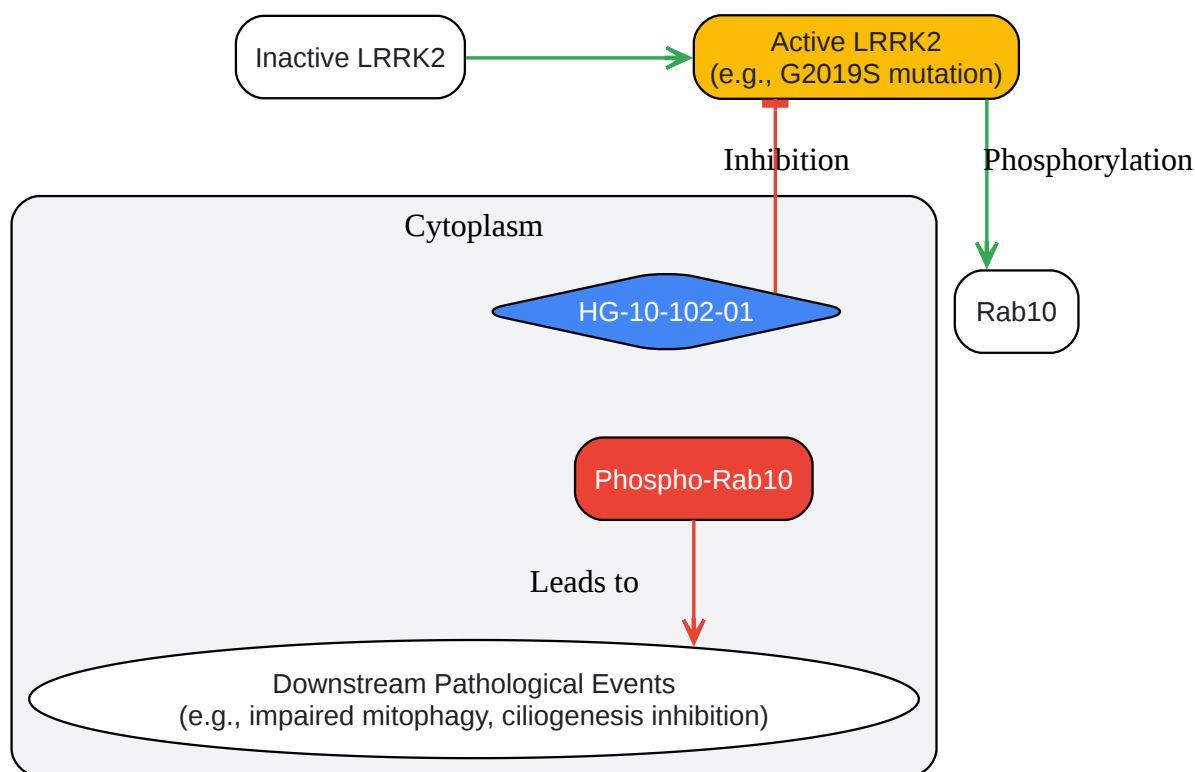 Inactive LRRK2
Active LRRK2
(e.g., G2019S mutation)
Inhibition
Phosphorylation
Cytoplasm
HG-10-102-01
Rab10
Phospho-Rab10
Leads to
Downstream Pathological Events
(e.g., impaired mitophagy, ciliogenesis inhibition)